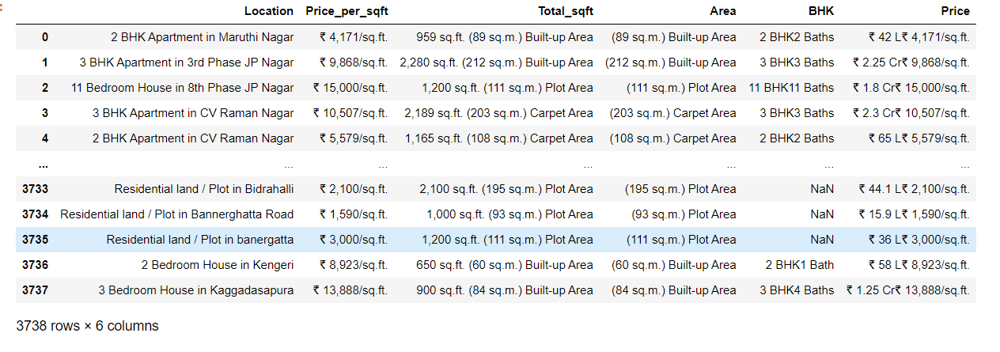 Location Price_per_sqft Total_sqft Area BHK Price
0 2 BHK Apartment in Maruthi Nagar ₹ 4,171/sq.ft. 959 sq.ft. (89 sq.m.) Built-up Area (89 sq.m.) Built-up Area 2 BHK2 Baths ₹ 42 L₹ 4,171/sq.ft.
1 3 BHK Apartment in 3rd Phase JP Nagar ₹ 9,868/sq.ft. 2,280 sq.ft. (212 sq.m.) Built-up Area (212 sq.m.) Built-up Area 3 BHK3 Baths ₹ 2.25 Cr₹ 9,868/sq.ft.
2 11 Bedroom House in 8th Phase JP Nagar ₹ 15,000/sq.ft. 1,200 sq.ft. (111 sq.m.) Plot Area (111 sq.m.) Plot Area 11 BHK11 Baths ₹ 1.8 Cr₹ 15,000/sq.ft.
3 3 BHK Apartment in CV Raman Nagar ₹ 10,507/sq.ft. 2,189 sq.ft. (203 sq.m.) Carpet Area (203 sq.m.) Carpet Area 3 BHK3 Baths ₹ 2.3 Cr₹ 10,507/sq.ft.
4 2 BHK Apartment in CV Raman Nagar ₹ 5,579/sq.ft. 1,165 sq.ft. (108 sq.m.) Carpet Area (108 sq.m.) Carpet Area 2 BHK2 Baths ₹ 65 L₹ 5,579/sq.ft.
... ... ... ... ... ... ...
3733 Residential land / Plot in Bidrahalli ₹ 2,100/sq.ft. 2,100 sq.ft. (195 sq.m.) Plot Area (195 sq.m.) Plot Area NaN ₹ 44.1 L₹ 2,100/sq.ft.
3734 Residential land / Plot in Bannerghatta Road ₹ 1,590/sq.ft. 1,000 sq.ft. (93 sq.m.) Plot Area (93 sq.m.) Plot Area NaN ₹ 15.9 L₹ 1,590/sq.ft.
3735 Residential land / Plot in banergatta ₹ 3,000/sq.ft. 1,200 sq.ft. (111 sq.m.) Plot Area (111 sq.m.) Plot Area NaN ₹ 36 L₹ 3,000/sq.ft.
3736 2 Bedroom House in Kengeri ₹ 8,923/sq.ft. 650 sq.ft. (60 sq.m.) Built-up Area (60 sq.m.) Built-up Area 2 BHK1 Bath ₹ 58 L₹ 8,923/sq.ft.
3737 3 Bedroom House in Kaggadasapura ₹ 13,888/sq.ft. 900 sq.ft. (84 sq.m.) Built-up Area (84 sq.m.) Built-up Area 3 BHK4 Baths ₹ 1.25 Cr₹ 13,888/sq.ft.
3738 rows × 6 columns